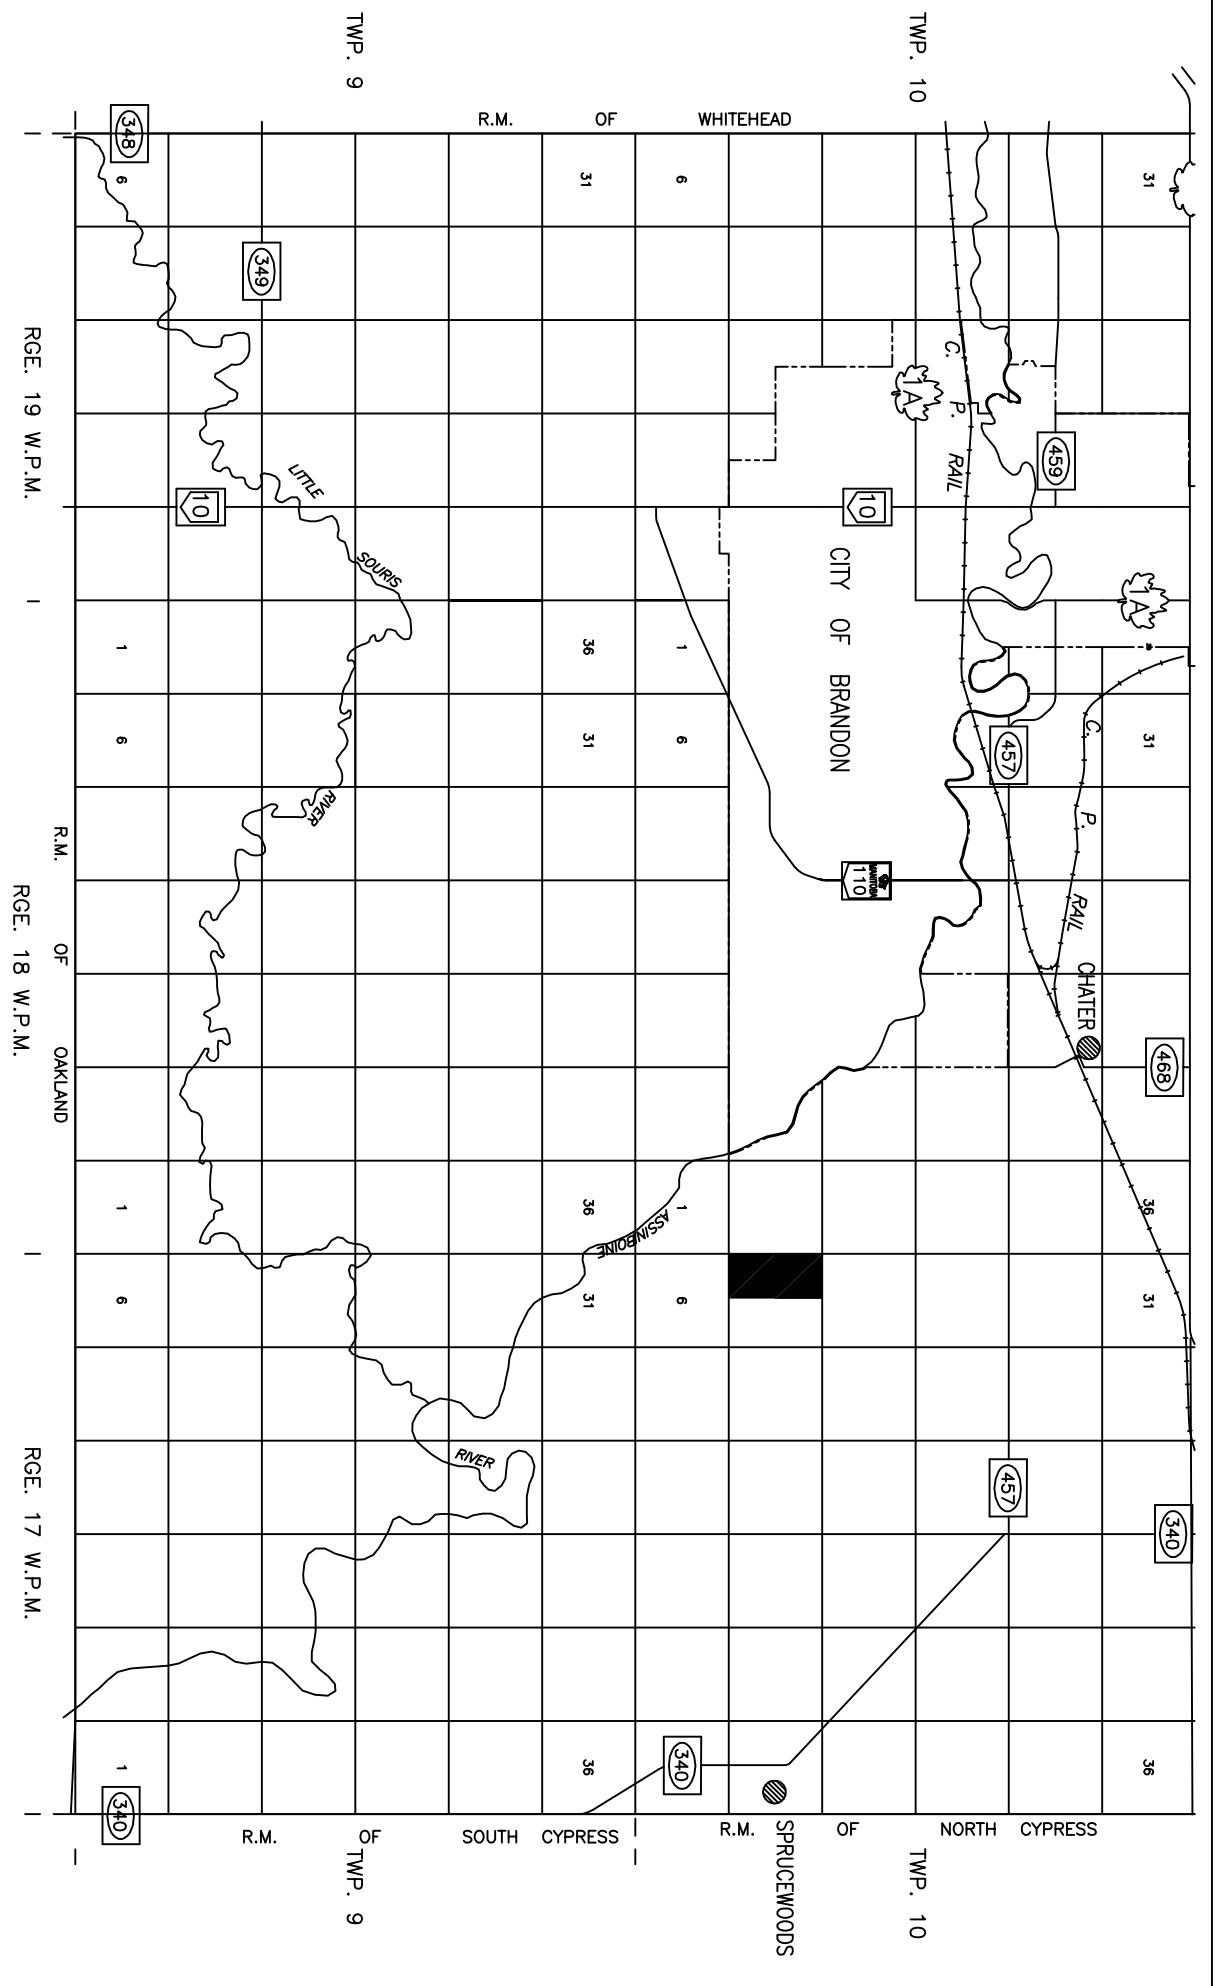 340
468
31
1A
31
36
31
36
CHATER
C. P. RAIL
459
457
457
C. P. RAIL
1A
TWP. 10
TWP. 10
10
MANITOBA
110
CITY OF BRANDON
SPRUCEWOODS
R.M. OF WHITEHEAD
R.M. OF NORTH CYPRESS
6
1
6
1
6
340
ASSINBOINE
31
36
31
36
31
36
RIVER
R.M. OF SOUTH CYPRESS
TWP. 9
TWP. 9
LITTLE SOURIS RIVER
349
10
348
6
1
6
1
6
1
340
R.M. OF OAKLAND
RGE. 19 W.P.M.
RGE. 18 W.P.M.
RGE. 17 W.P.M.